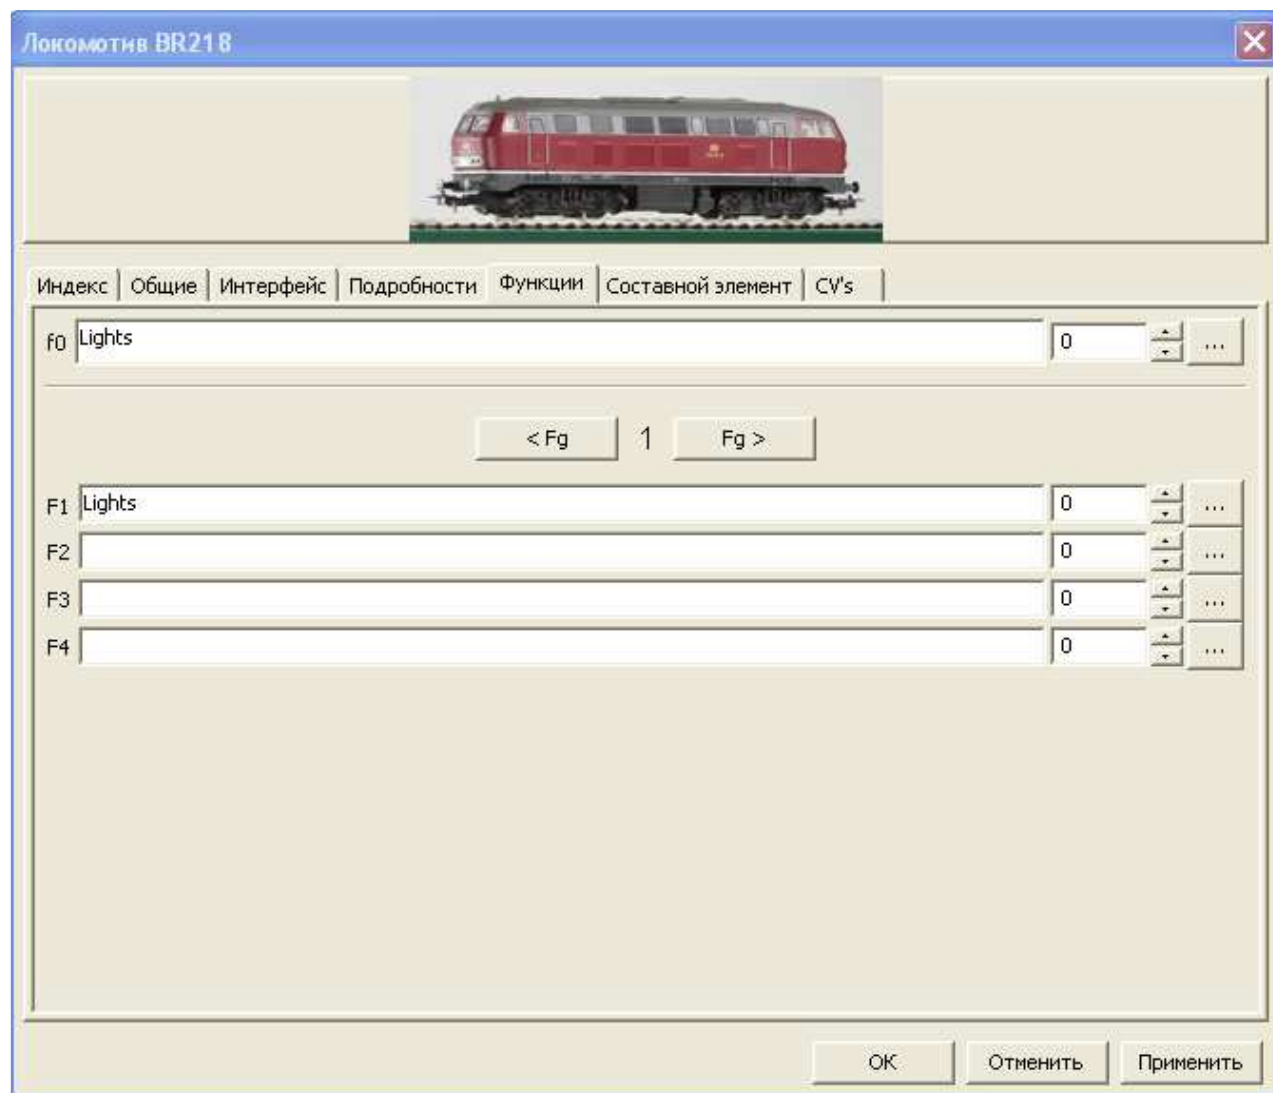 Локомотив BR218
Индекс Общие Интерфейс Подробности Функции Составной элемент CV's
f0 Lights 0 ...
< Fg 1 Fg >
F1 Lights 0 ...
F2 0 ...
F3 0 ...
F4 0 ...
OK Отменить Применить